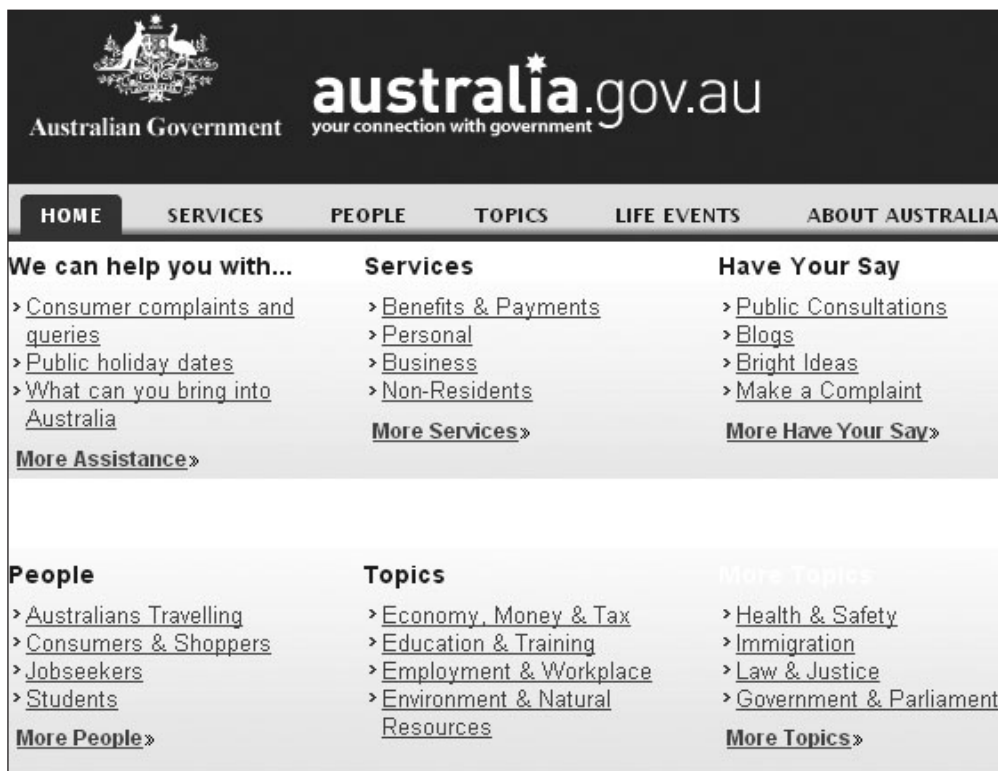 Australian Government
australia.gov.au
your connection with government
HOME SERVICES PEOPLE TOPICS LIFE EVENTS ABOUT AUSTRALIA
We can help you with...
Consumer complaints and
queries
Public holiday dates
What can you bring into
Australia
More Assistance»
Services
Benefits & Payments
Personal
Business
Non-Residents
More Services»
Have Your Say
Public Consultations
Blogs
Bright Ideas
Make a Complaint
More Have Your Say»
People
Australians Travelling
Consumers & Shoppers
Jobseekers
Students
More People»
Topics
Economy, Money & Tax
Education & Training
Employment & Workplace
Environment & Natural
Resources
More Topics
Health & Safety
Immigration
Law & Justice
Government & Parliament
More Topics»